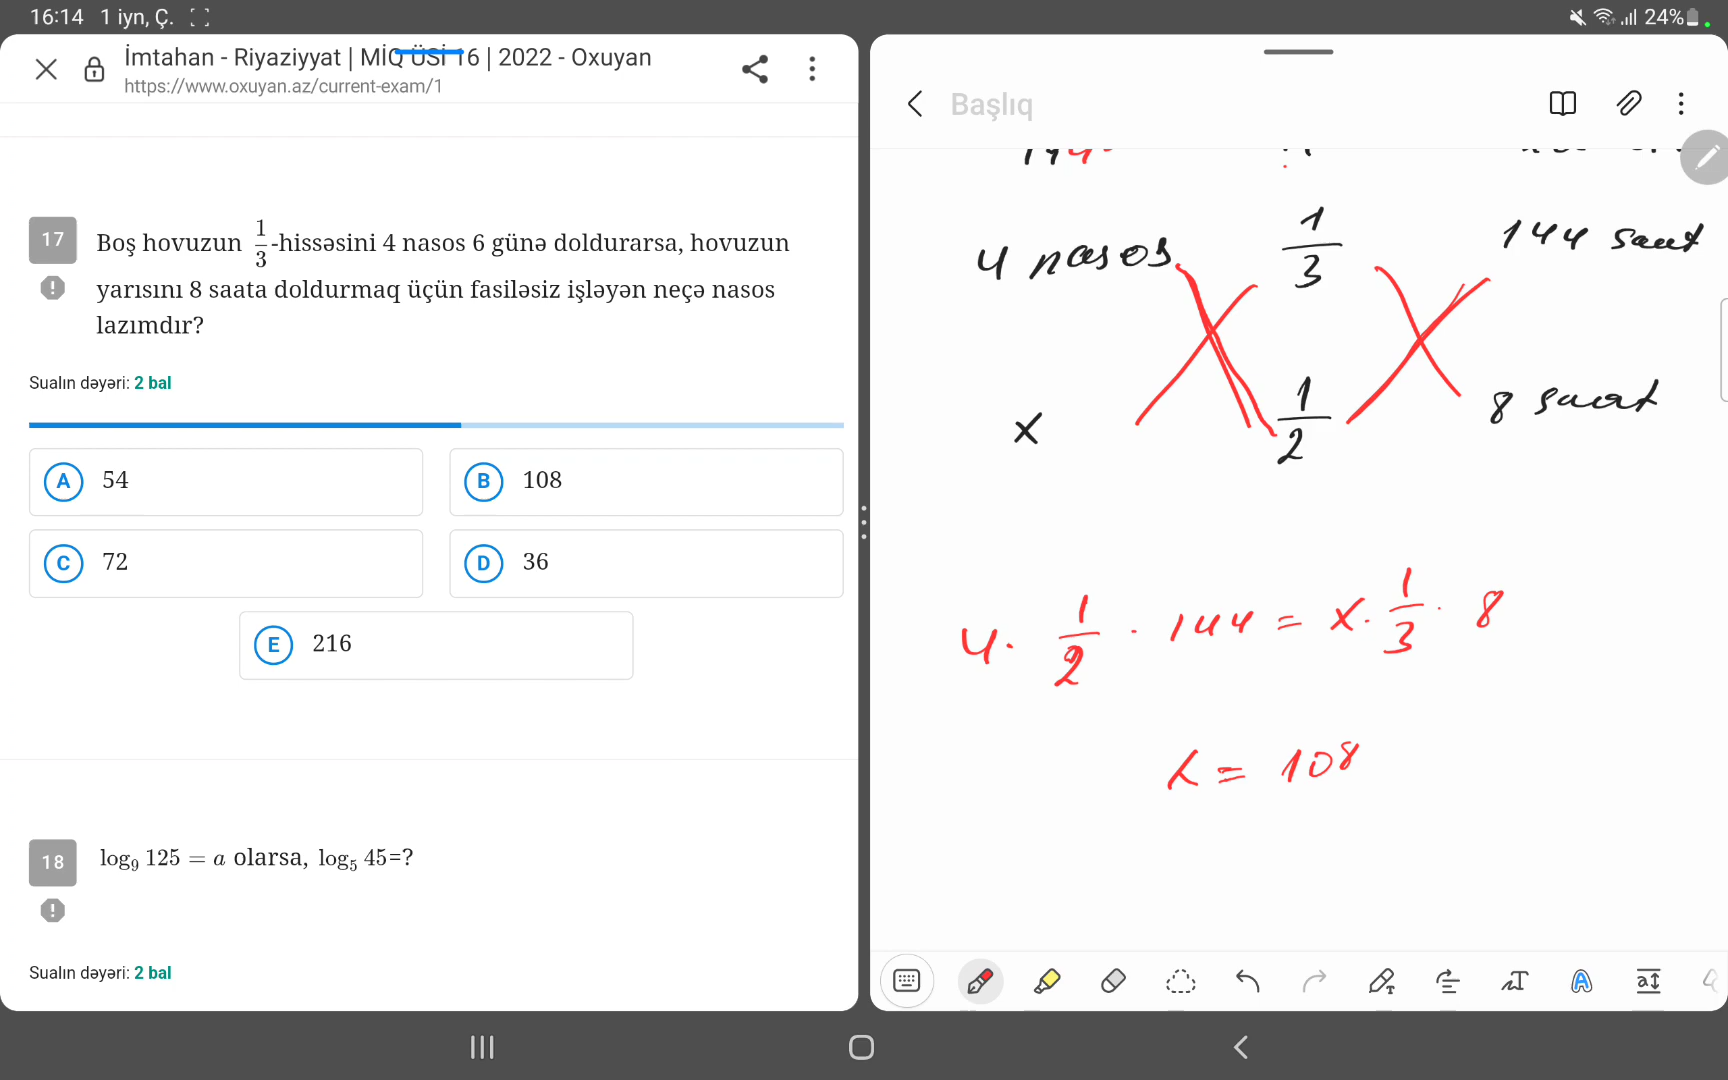 16:14 1 iyn, Ç. 24%
İmtahan - Riyaziyyat | MİQ ÜSİ 16 | 2022 - Oxuyan
https://www.oxuyan.az/current-exam/1
17 Boş hovuzun 1/3-hissəsini 4 nasos 6 günə doldurarsa, hovuzun
yarısını 8 saata doldurmaq üçün fasiləsiz işləyən neçə nasos
lazımdır?
Sualın dəyəri: 2 bal
A 54
B 108
C 72
D 36
E 216
18 log₉ 125 = a olarsa, log₅ 45=?
Sualın dəyəri: 2 bal
Başlıq
4 nasos 1/3 144 saat
x 1/2 8 saat
4 · 1/2 · 144 = x · 1/3 · 8
x = 108